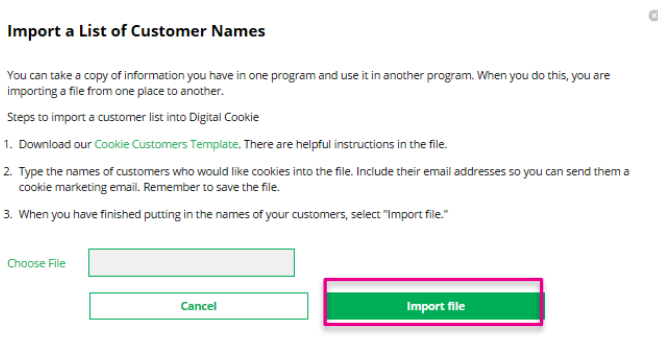 Import a List of Customer Names
You can take a copy of information you have in one program and use it in another program. When you do this, you are
importing a file from one place to another.
Steps to import a customer list into Digital Cookie
1. Download our Cookie Customers Template. There are helpful instructions in the file.
2. Type the names of customers who would like cookies into the file. Include their email addresses so you can send them a
cookie marketing email. Remember to save the file.
3. When you have finished putting in the names of your customers, select "Import file."
Choose File
Cancel
Import file